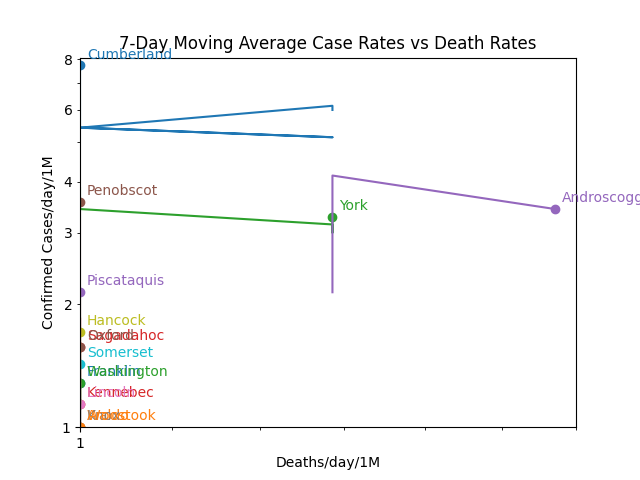 7-Day Moving Average Case Rates vs Death Rates
Cumberland
8
6
Confirmed Cases/day/1M
4
Penobscot
York
Androscogg
3
Piscataquis
2
Hancock
Sagadahoc
Somerset
Washington
Kennebec
Aroostook
1
1
Deaths/day/1M